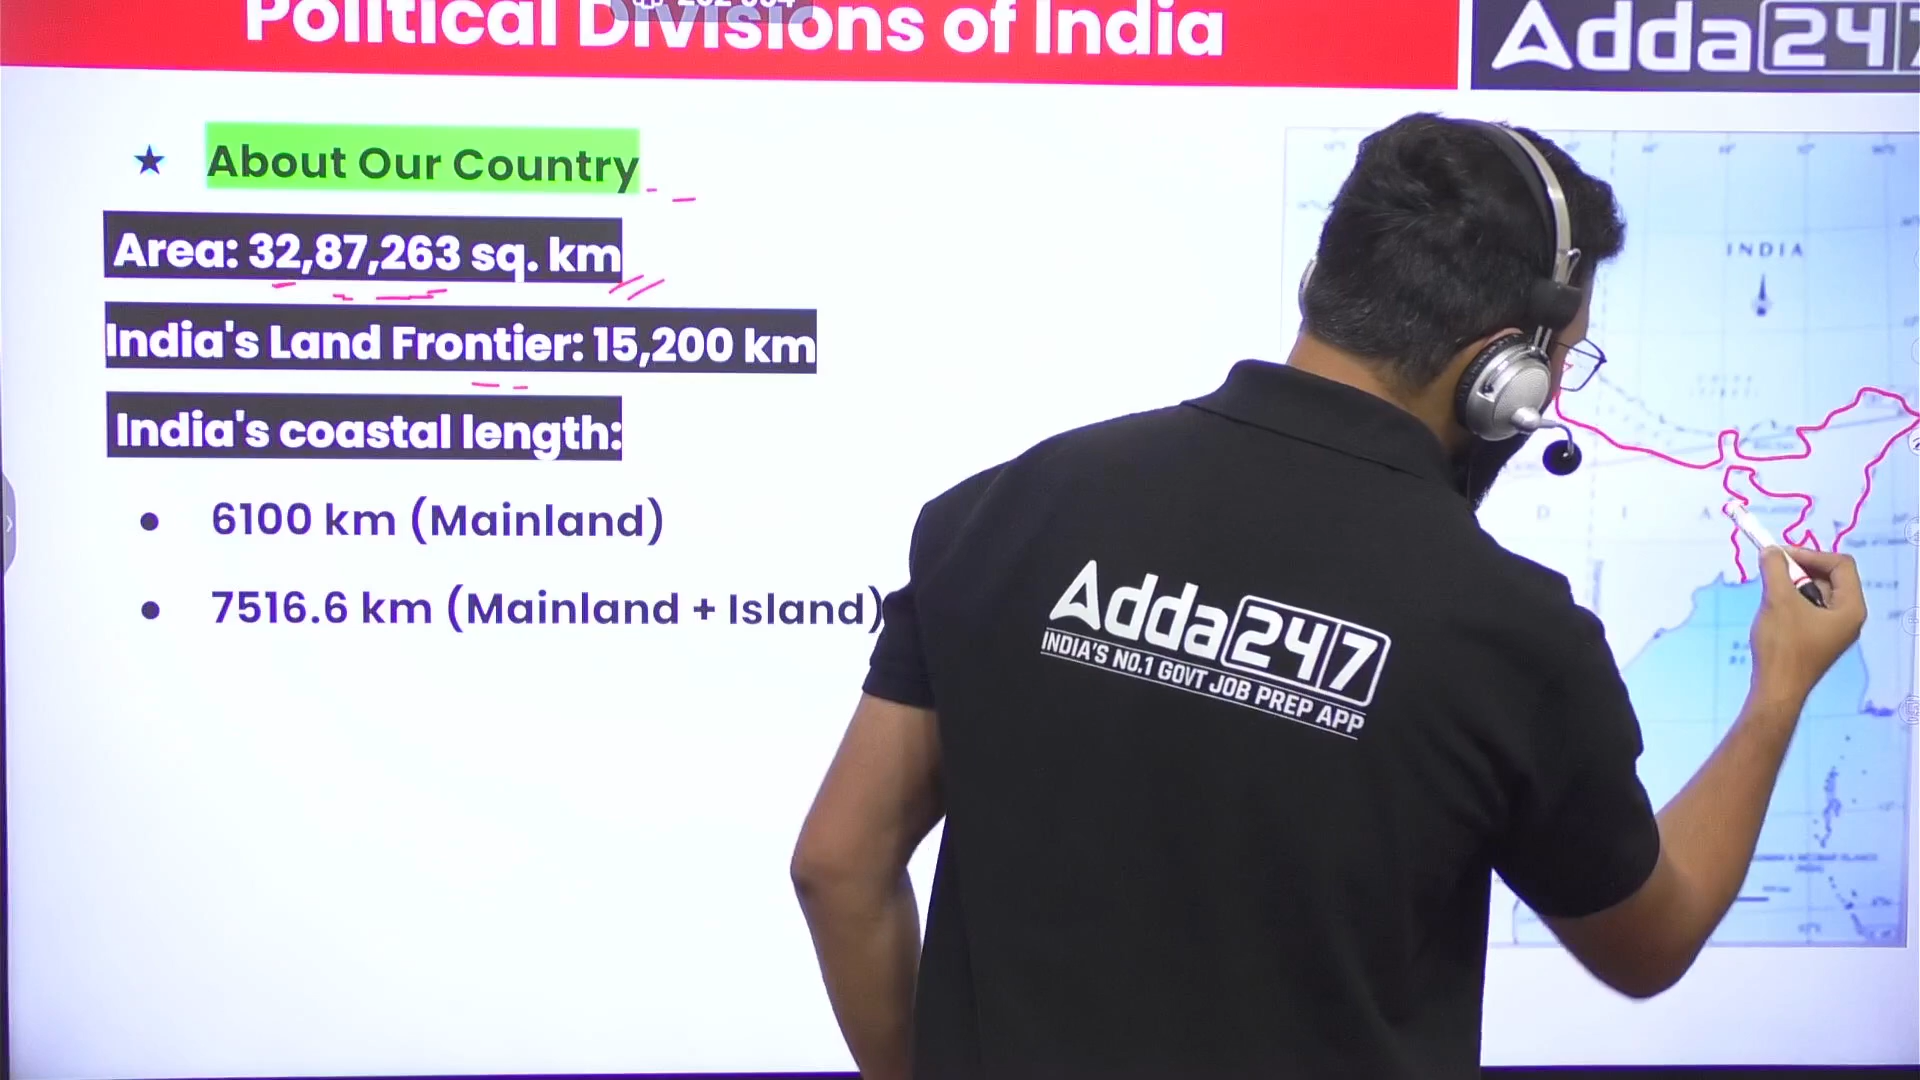 Political Divisions of India
Adda 247
★ About Our Country
Area: 32,87,263 sq. km
India's Land Frontier: 15,200 km
India's coastal length:
● 6100 km (Mainland)
● 7516.6 km (Mainland + Island)
INDIA
D I A
Adda247
INDIA'S NO.1 GOVT JOB PREP APP